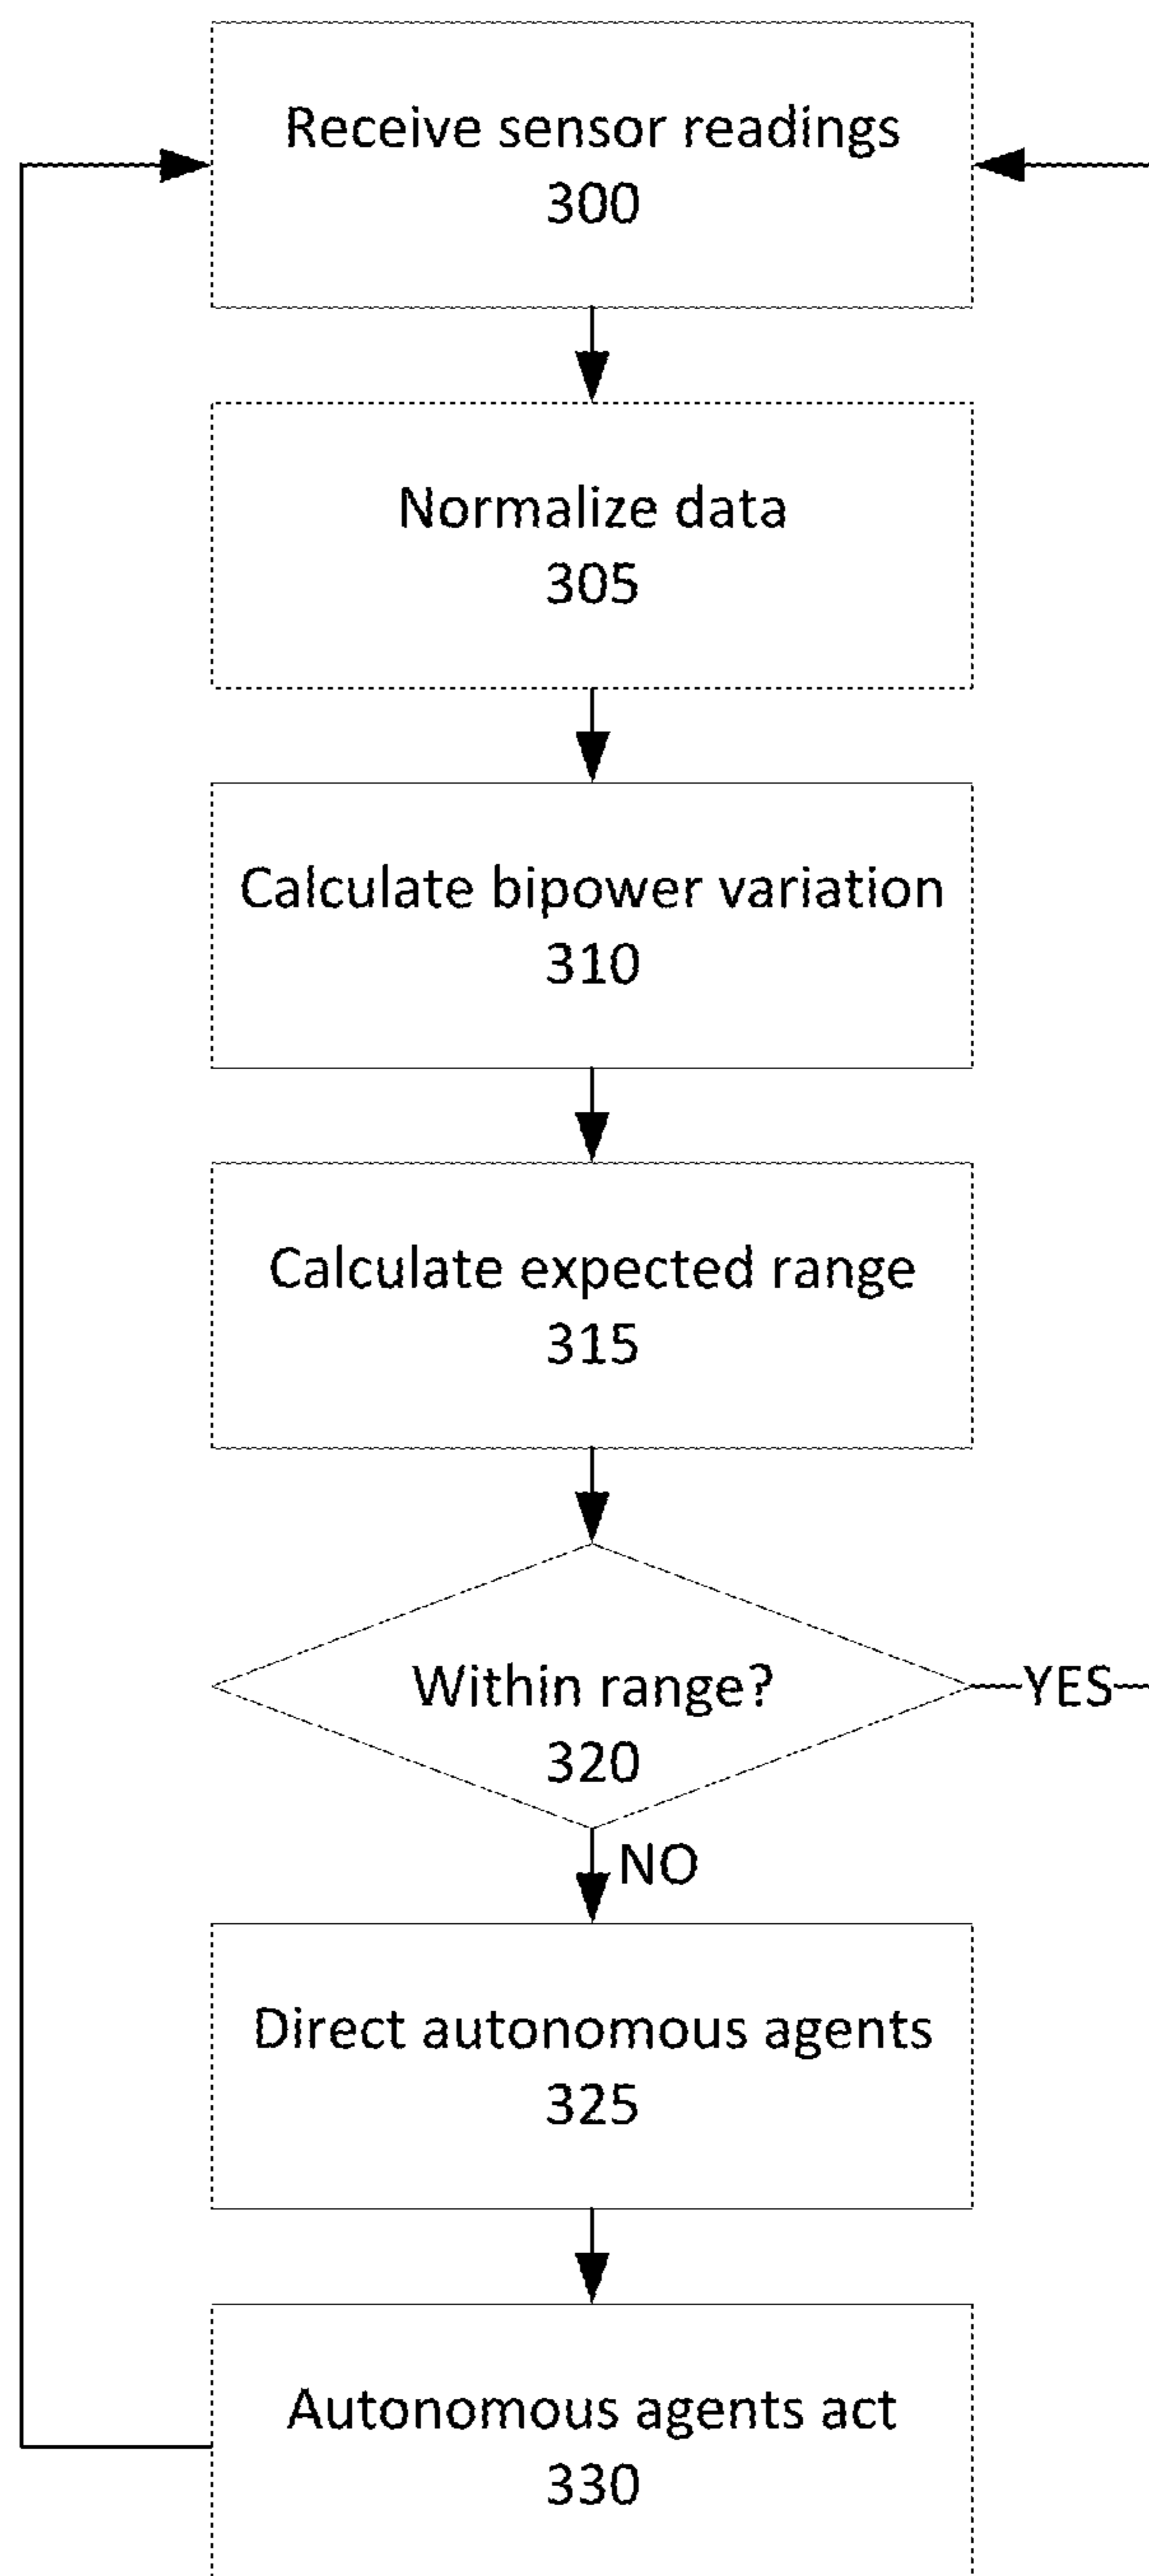 Receive sensor readings
300
Normalize data
305
Calculate bipower variation
310
Calculate expected range
315
Within range?
320
YES
NO
Direct autonomous agents
325
Autonomous agents act
330